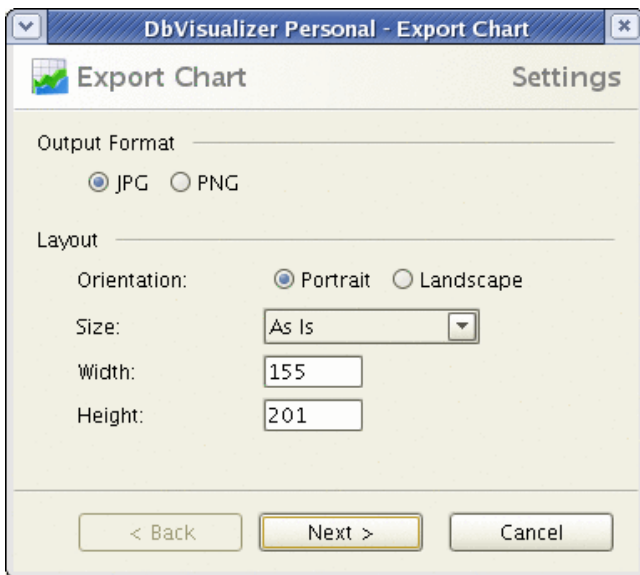 DbVisualizer Personal - Export Chart
Export Chart Settings
Output Format
JPG PNG
Layout
Orientation: Portrait Landscape
Size: As Is
Width: 155
Height: 201
< Back Next > Cancel